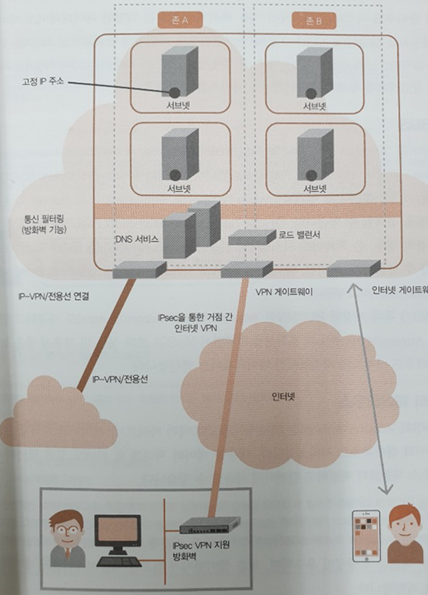 존 A
존 B
고정 IP 주소
서브넷
서브넷
서브넷
서브넷
통신 필터링
(방화벽 기능)
DNS 서비스
로드 밸런서
IP-VPN/전용선 연결
VPN 게이트웨이
인터넷 게이트웨
IPsec을 통한 거점 간
인터넷 VPN
IP-VPN/전용선
인터넷
IPsec VPN 지원
방화벽